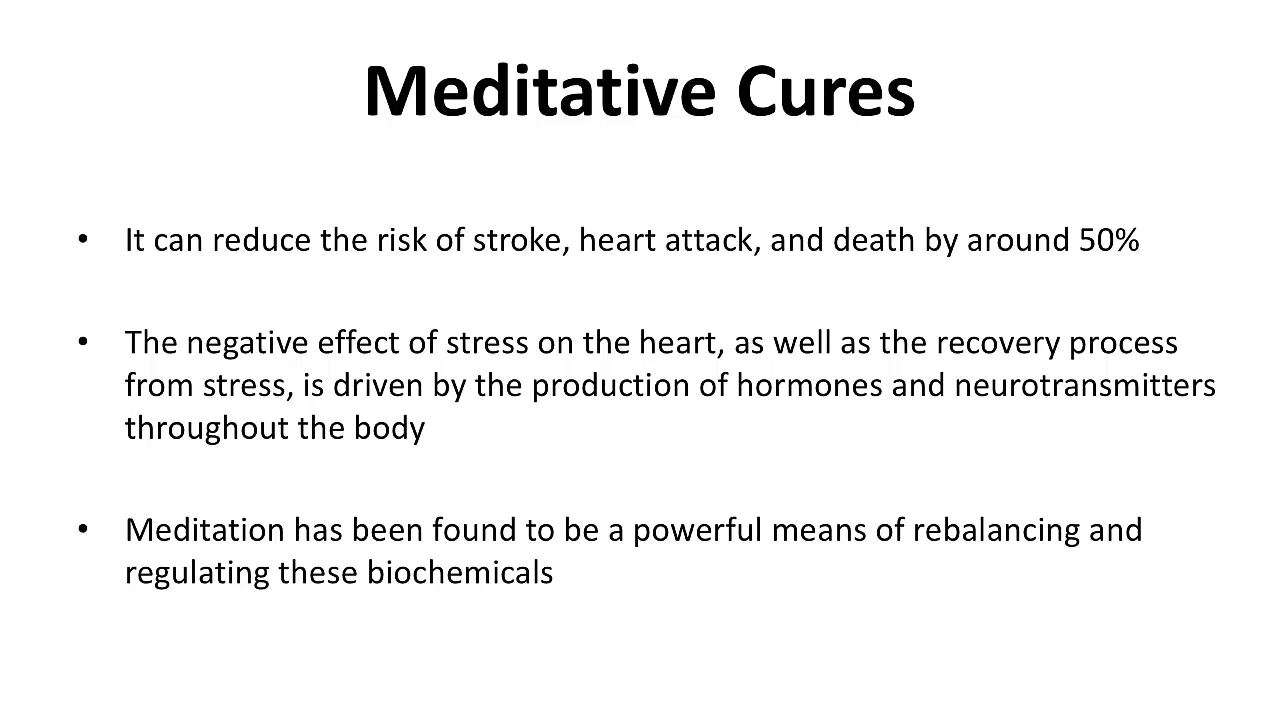 Meditative Cures
• It can reduce the risk of stroke, heart attack, and death by around 50%
• The negative effect of stress on the heart, as well as the recovery process
from stress, is driven by the production of hormones and neurotransmitters
throughout the body
• Meditation has been found to be a powerful means of rebalancing and
regulating these biochemicals